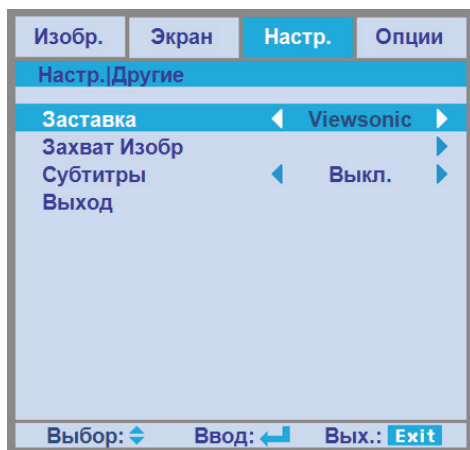 Изобр. Экран Настр. Опции
Настр.|Другие
Заставка Viewsonic
Захват Изобр
Субтитры Выкл.
Выход
Выбор: Ввод: Вых.: Exit